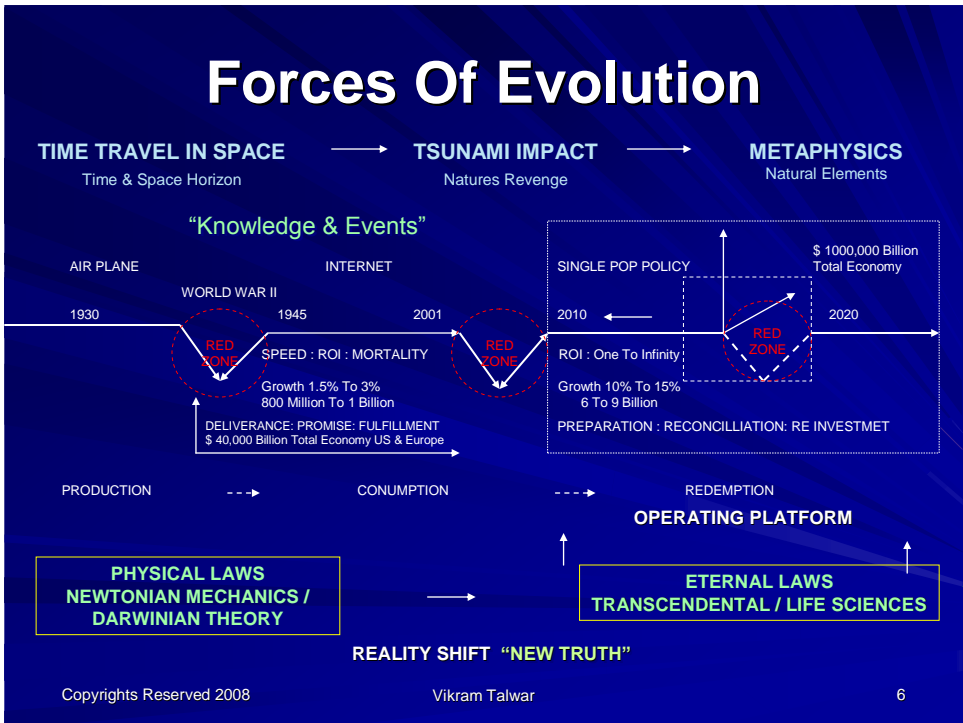 Forces Of Evolution
TIME TRAVEL IN SPACE
Time & Space Horizon
TSUNAMI IMPACT
Natures Revenge
METAPHYSICS
Natural Elements
“Knowledge & Events”
AIR PLANE
INTERNET
WORLD WAR II
1930
1945
2001
RED
ZONE
SPEED : ROI : MORTALITY
Growth 1.5% To 3%
800 Million To 1 Billion
DELIVERANCE: PROMISE: FULFILLMENT
$ 40,000 Billion Total Economy US & Europe
SINGLE POP POLICY
$ 1000,000 Billion
Total Economy
2010
2020
RED
ZONE
ROI : One To Infinity
Growth 10% To 15%
6 To 9 Billion
PREPARATION : RECONCILLIATION: RE INVESTMET
PRODUCTION
CONUMPTION
REDEMPTION
OPERATING PLATFORM
PHYSICAL LAWS
NEWTONIAN MECHANICS /
DARWINIAN THEORY
ETERNAL LAWS
TRANSCENDENTAL / LIFE SCIENCES
REALITY SHIFT “NEW TRUTH”
Copyrights Reserved 2008
Vikram Talwar
6